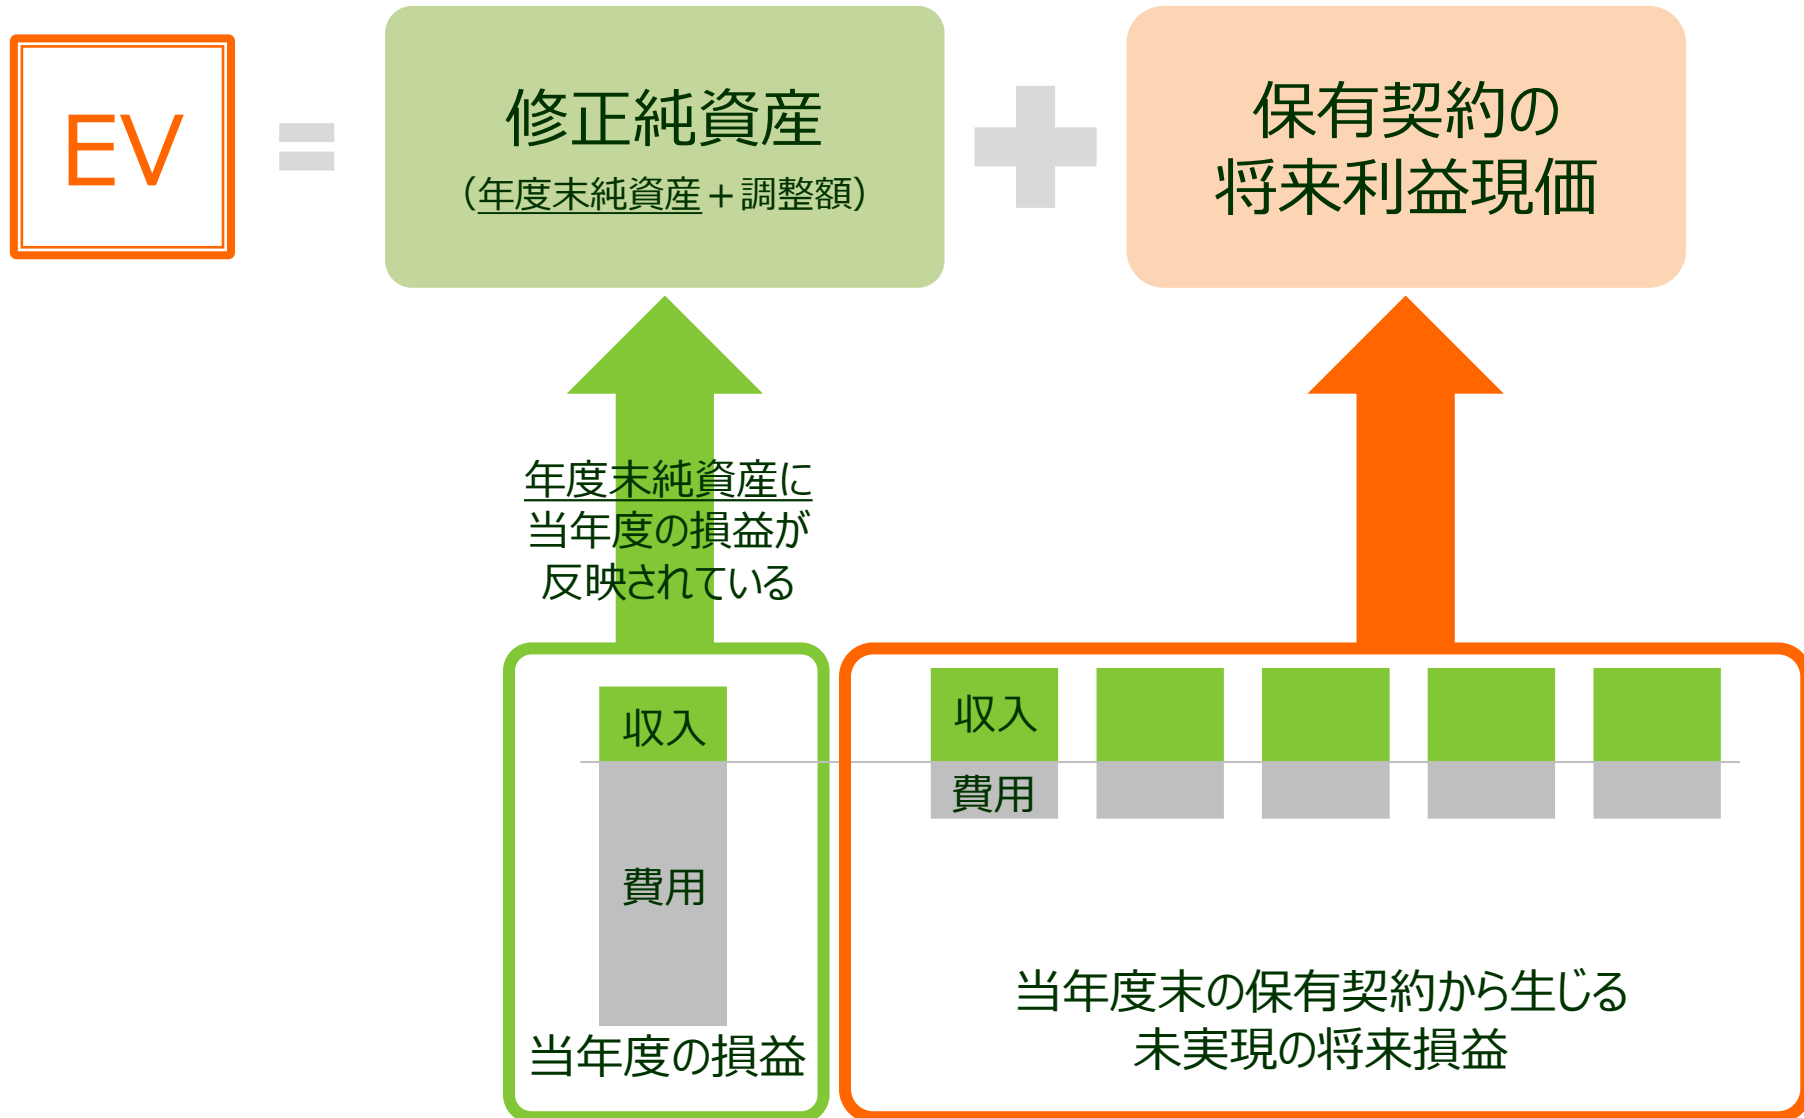 EV
=
修正純資産
（年度末純資産＋調整額）
+
保有契約の
将来利益現価
年度末純資産に
当年度の損益が
反映されている
収入
費用
当年度の損益
収入
費用
当年度末の保有契約から生じる
未実現の将来損益